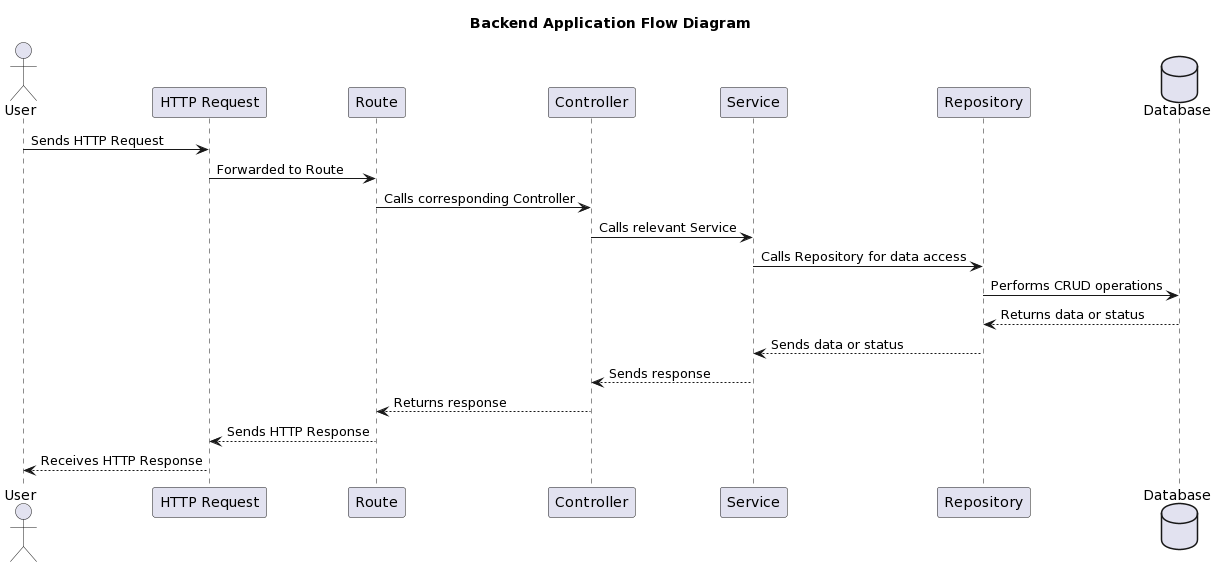 Backend Application Flow Diagram
User
HTTP Request
Route
Controller
Service
Repository
Database
Sends HTTP Request
Forwarded to Route
Calls corresponding Controller
Calls relevant Service
Calls Repository for data access
Performs CRUD operations
Returns data or status
Sends data or status
Sends response
Returns response
Sends HTTP Response
Receives HTTP Response
User
HTTP Request
Route
Controller
Service
Repository
Database